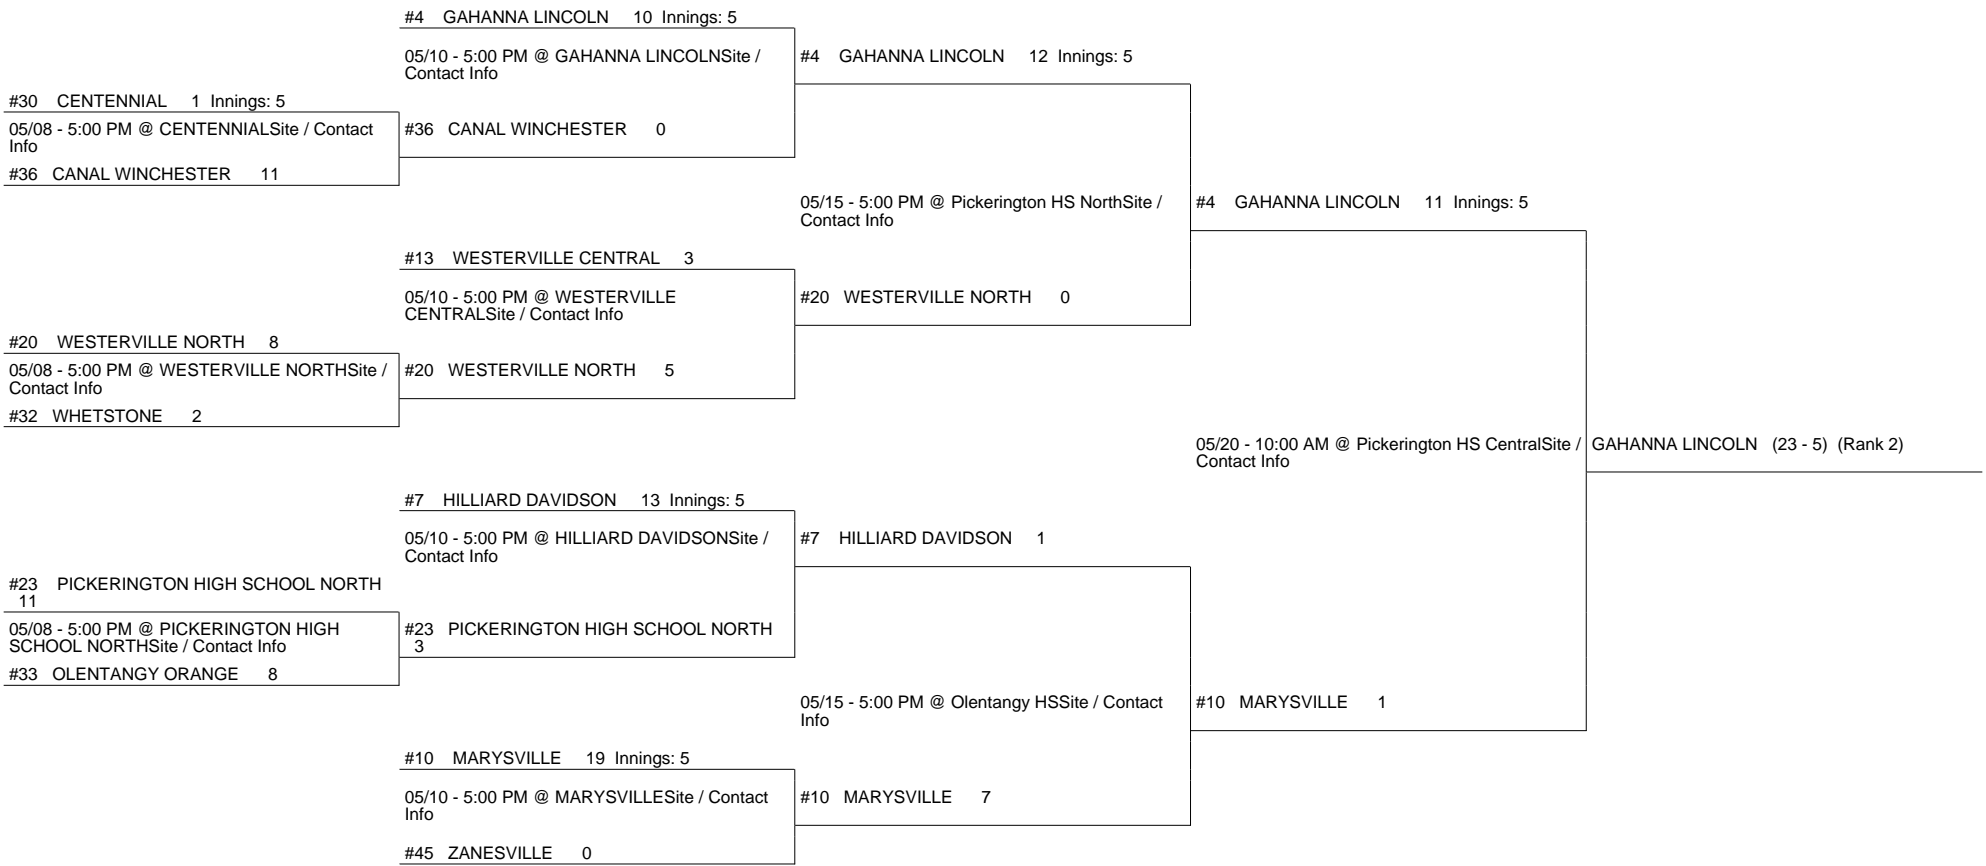 #4 GAHANNA LINCOLN 10 Innings: 5
05/10 - 5:00 PM @ GAHANNA LINCOLNSite /
Contact Info
#4 GAHANNA LINCOLN 12 Innings: 5
#30 CENTENNIAL 1 Innings: 5
05/08 - 5:00 PM @ CENTENNIALSite / Contact
Info
#36 CANAL WINCHESTER 0
#36 CANAL WINCHESTER 11
05/15 - 5:00 PM @ Pickerington HS NorthSite /
Contact Info
#4 GAHANNA LINCOLN 11 Innings: 5
#13 WESTERVILLE CENTRAL 3
05/10 - 5:00 PM @ WESTERVILLE
CENTRALSite / Contact Info
#20 WESTERVILLE NORTH 0
#20 WESTERVILLE NORTH 8
05/08 - 5:00 PM @ WESTERVILLE NORTHSite /
Contact Info
#20 WESTERVILLE NORTH 5
#32 WHETSTONE 2
05/20 - 10:00 AM @ Pickerington HS CentralSite /
Contact Info
GAHANNA LINCOLN (23 - 5) (Rank 2)
#7 HILLIARD DAVIDSON 13 Innings: 5
05/10 - 5:00 PM @ HILLIARD DAVIDSONSite /
Contact Info
#7 HILLIARD DAVIDSON 1
#23 PICKERINGTON HIGH SCHOOL NORTH
11
05/08 - 5:00 PM @ PICKERINGTON HIGH
SCHOOL NORTHSite / Contact Info
#23 PICKERINGTON HIGH SCHOOL NORTH
3
#33 OLENTANGY ORANGE 8
05/15 - 5:00 PM @ Olentangy HSSite / Contact
Info
#10 MARYSVILLE 1
#10 MARYSVILLE 19 Innings: 5
05/10 - 5:00 PM @ MARYSVILLESite / Contact
Info
#10 MARYSVILLE 7
#45 ZANESVILLE 0